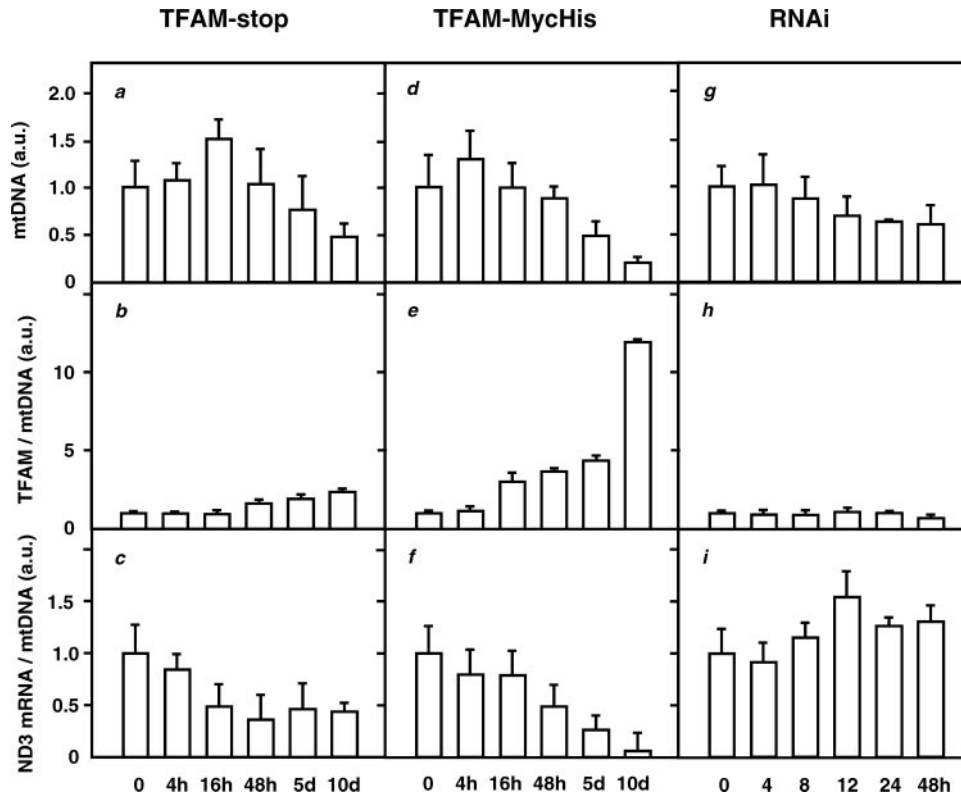 TFAM-stop TFAM-MycHis RNAi
mtDNA (a.u.)
2.0
1.5
1.0
0.5
0
a
d
g
TFAM / mtDNA (a.u.)
10
5
0
b
e
h
ND3 mRNA / mtDNA (a.u.)
1.5
1.0
0.5
0
c
f
i
0 4h 16h 48h 5d 10d 0 4h 16h 48h 5d 10d 0 4 8 12 24 48h